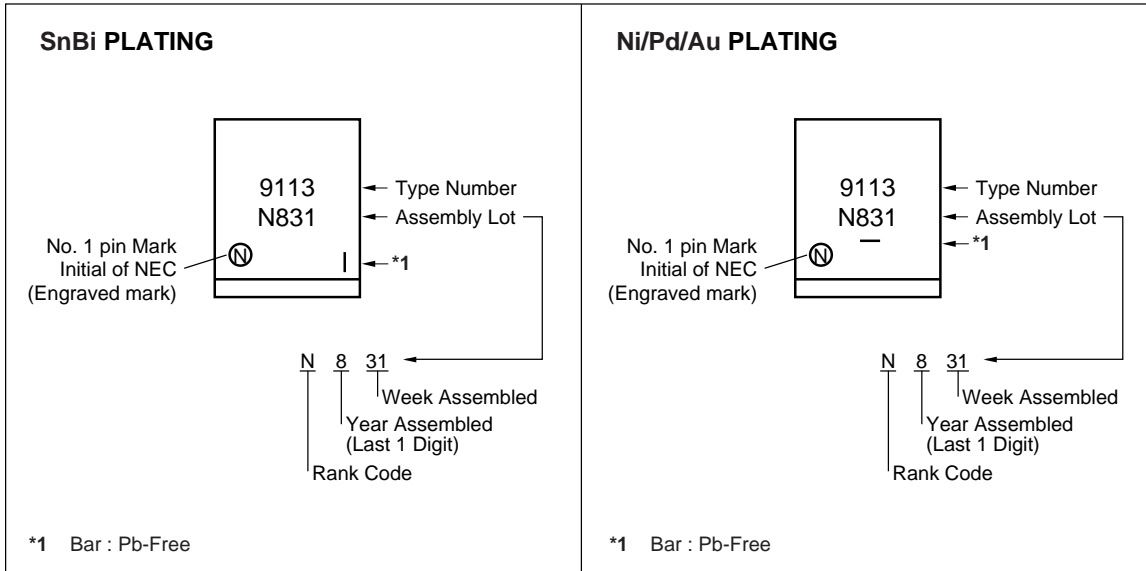 SnBi PLATING
9113
N831
N
Type Number
Assembly Lot
No. 1 pin Mark
Initial of NEC
(Engraved mark)
*1
N 8 31
Week Assembled
Year Assembled
(Last 1 Digit)
Rank Code
*1 Bar : Pb-Free
Ni/Pd/Au PLATING
9113
N831
N
Type Number
Assembly Lot
*1
No. 1 pin Mark
Initial of NEC
(Engraved mark)
N 8 31
Week Assembled
Year Assembled
(Last 1 Digit)
Rank Code
*1 Bar : Pb-Free